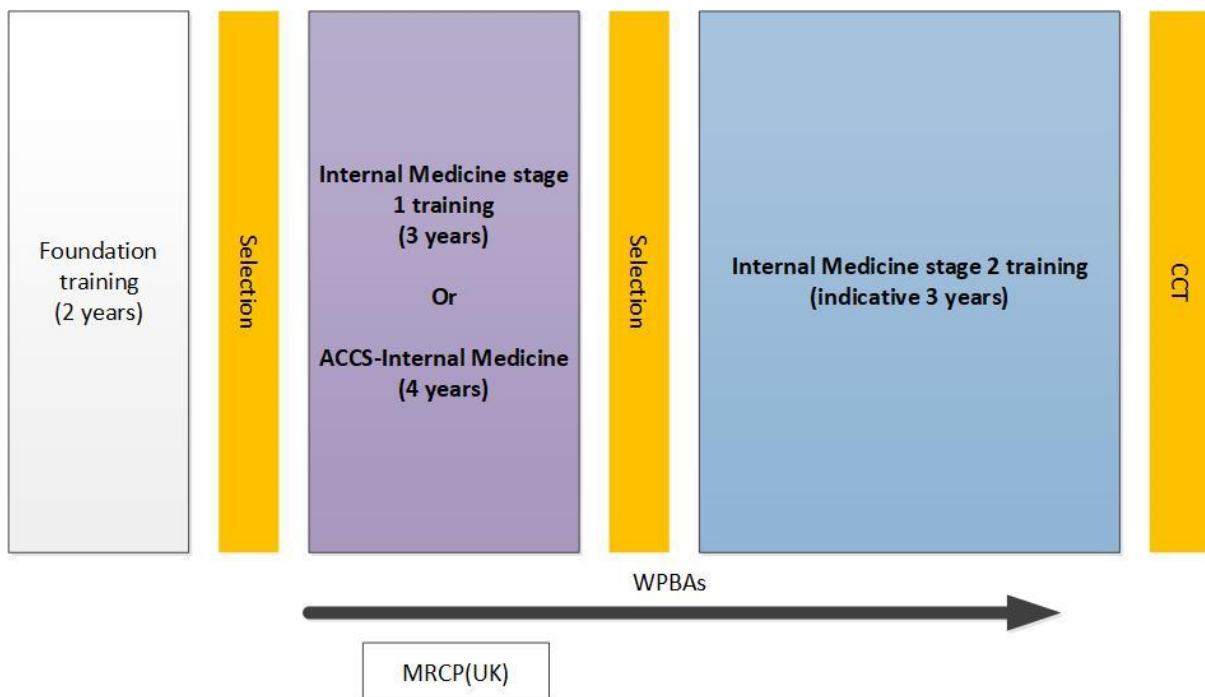 Foundation
training
(2 years)
Selection
Internal Medicine stage
1 training
(3 years)
Or
ACCS-Internal Medicine
(4 years)
Selection
Internal Medicine stage 2 training
(indicative 3 years)
CCT
WPBAs
MRCP(UK)